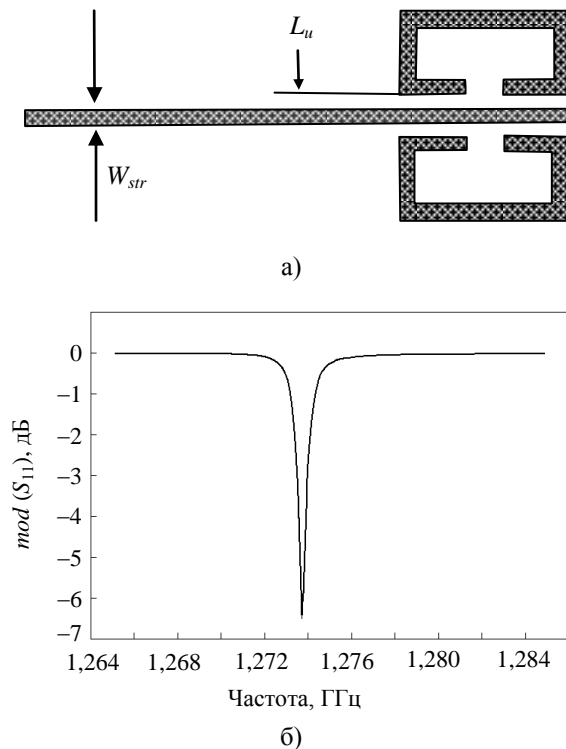 L_u
W_str
а)
0
–1
–2
–3
–4
–5
–6
–7
mod (S₁₁), дБ
1,264 1,268 1,272 1,276 1,280 1,284
Частота, ГГц
б)